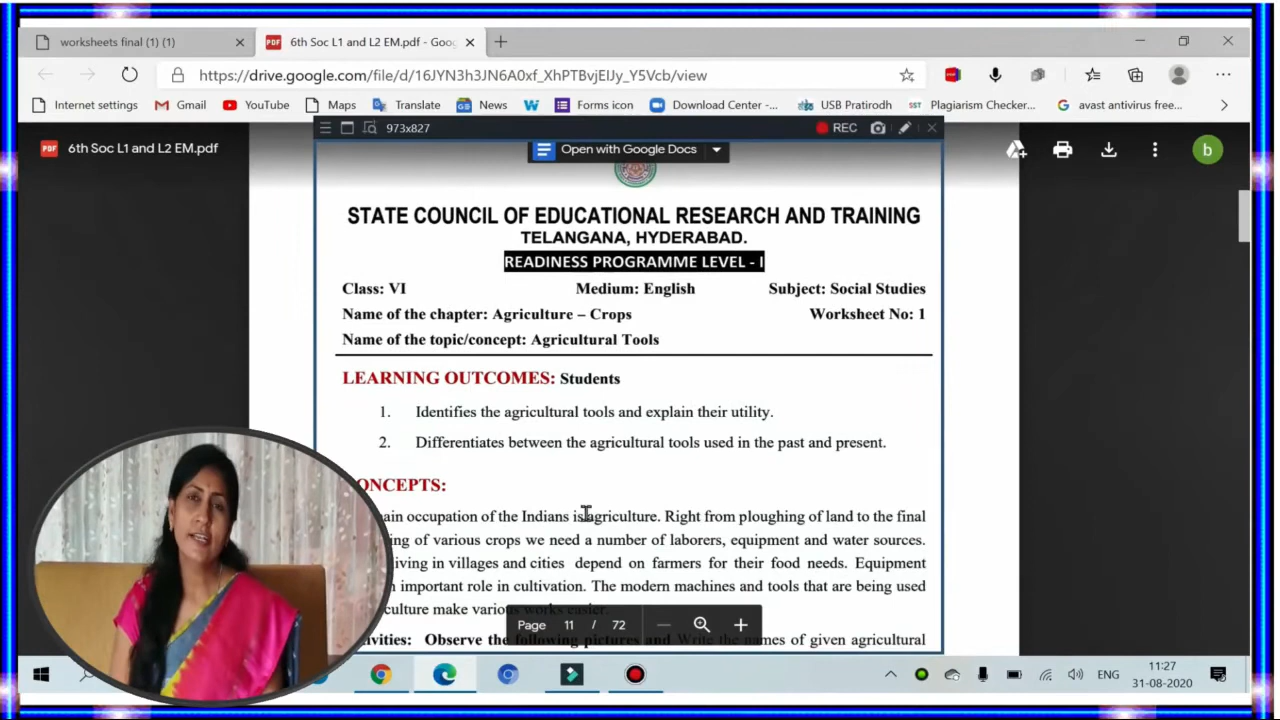 worksheets final (1) (1)
6th Soc L1 and L2 EM.pdf - Goog
https://drive.google.com/file/d/16JYN3h3JN6A0xf_XhPTBvjEIJy_Y5Vcb/view
Internet settings Gmail YouTube Maps Translate News Forms icon Download Center -... USB Pratirodh Plagiarism Checker... avast antivirus free...
973x827 REC
6th Soc L1 and L2 EM.pdf Open with Google Docs b
STATE COUNCIL OF EDUCATIONAL RESEARCH AND TRAINING
TELANGANA, HYDERABAD.
READINESS PROGRAMME LEVEL - I
Class: VI Medium: English Subject: Social Studies
Name of the chapter: Agriculture – Crops Worksheet No: 1
Name of the topic/concept: Agricultural Tools
LEARNING OUTCOMES: Students
1. Identifies the agricultural tools and explain their utility.
2. Differentiates between the agricultural tools used in the past and present.
ONCEPTS:
ain occupation of the Indians is agriculture. Right from ploughing of land to the final
ing of various crops we need a number of laborers, equipment and water sources.
iving in villages and cities depend on farmers for their food needs. Equipment
important role in cultivation. The modern machines and tools that are being used
culture make various works easier.
Page 11 / 72
ivities: Observe the following pictures and Write the names of given agricultural
ENG
11:27
31-08-2020